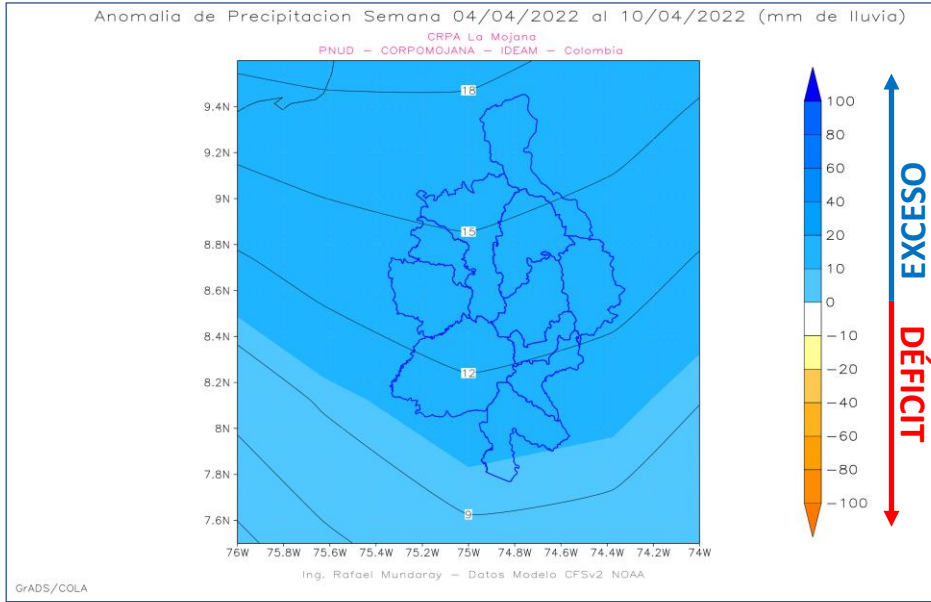 Anomalia de Precipitacion Semana 04/04/2022 al 10/04/2022 (mm de lluvia)
CRPA La Mojana
PNUD – CORPOMOJANA – IDEAM – Colombia
18
15
12
9
9.4N
9.2N
9N
8.8N
8.6N
8.4N
8.2N
8N
7.8N
7.6N
76W 75.8W 75.6W 75.4W 75.2W 75W 74.8W 74.6W 74.4W 74.2W 74W
100
80
60
40
20
10
0
−10
−20
−40
−60
−80
−100
EXCESO
DÉFICIT
Ing. Rafael Mundaray – Datos Modelo CFSv2 NOAA
GrADS/COLA